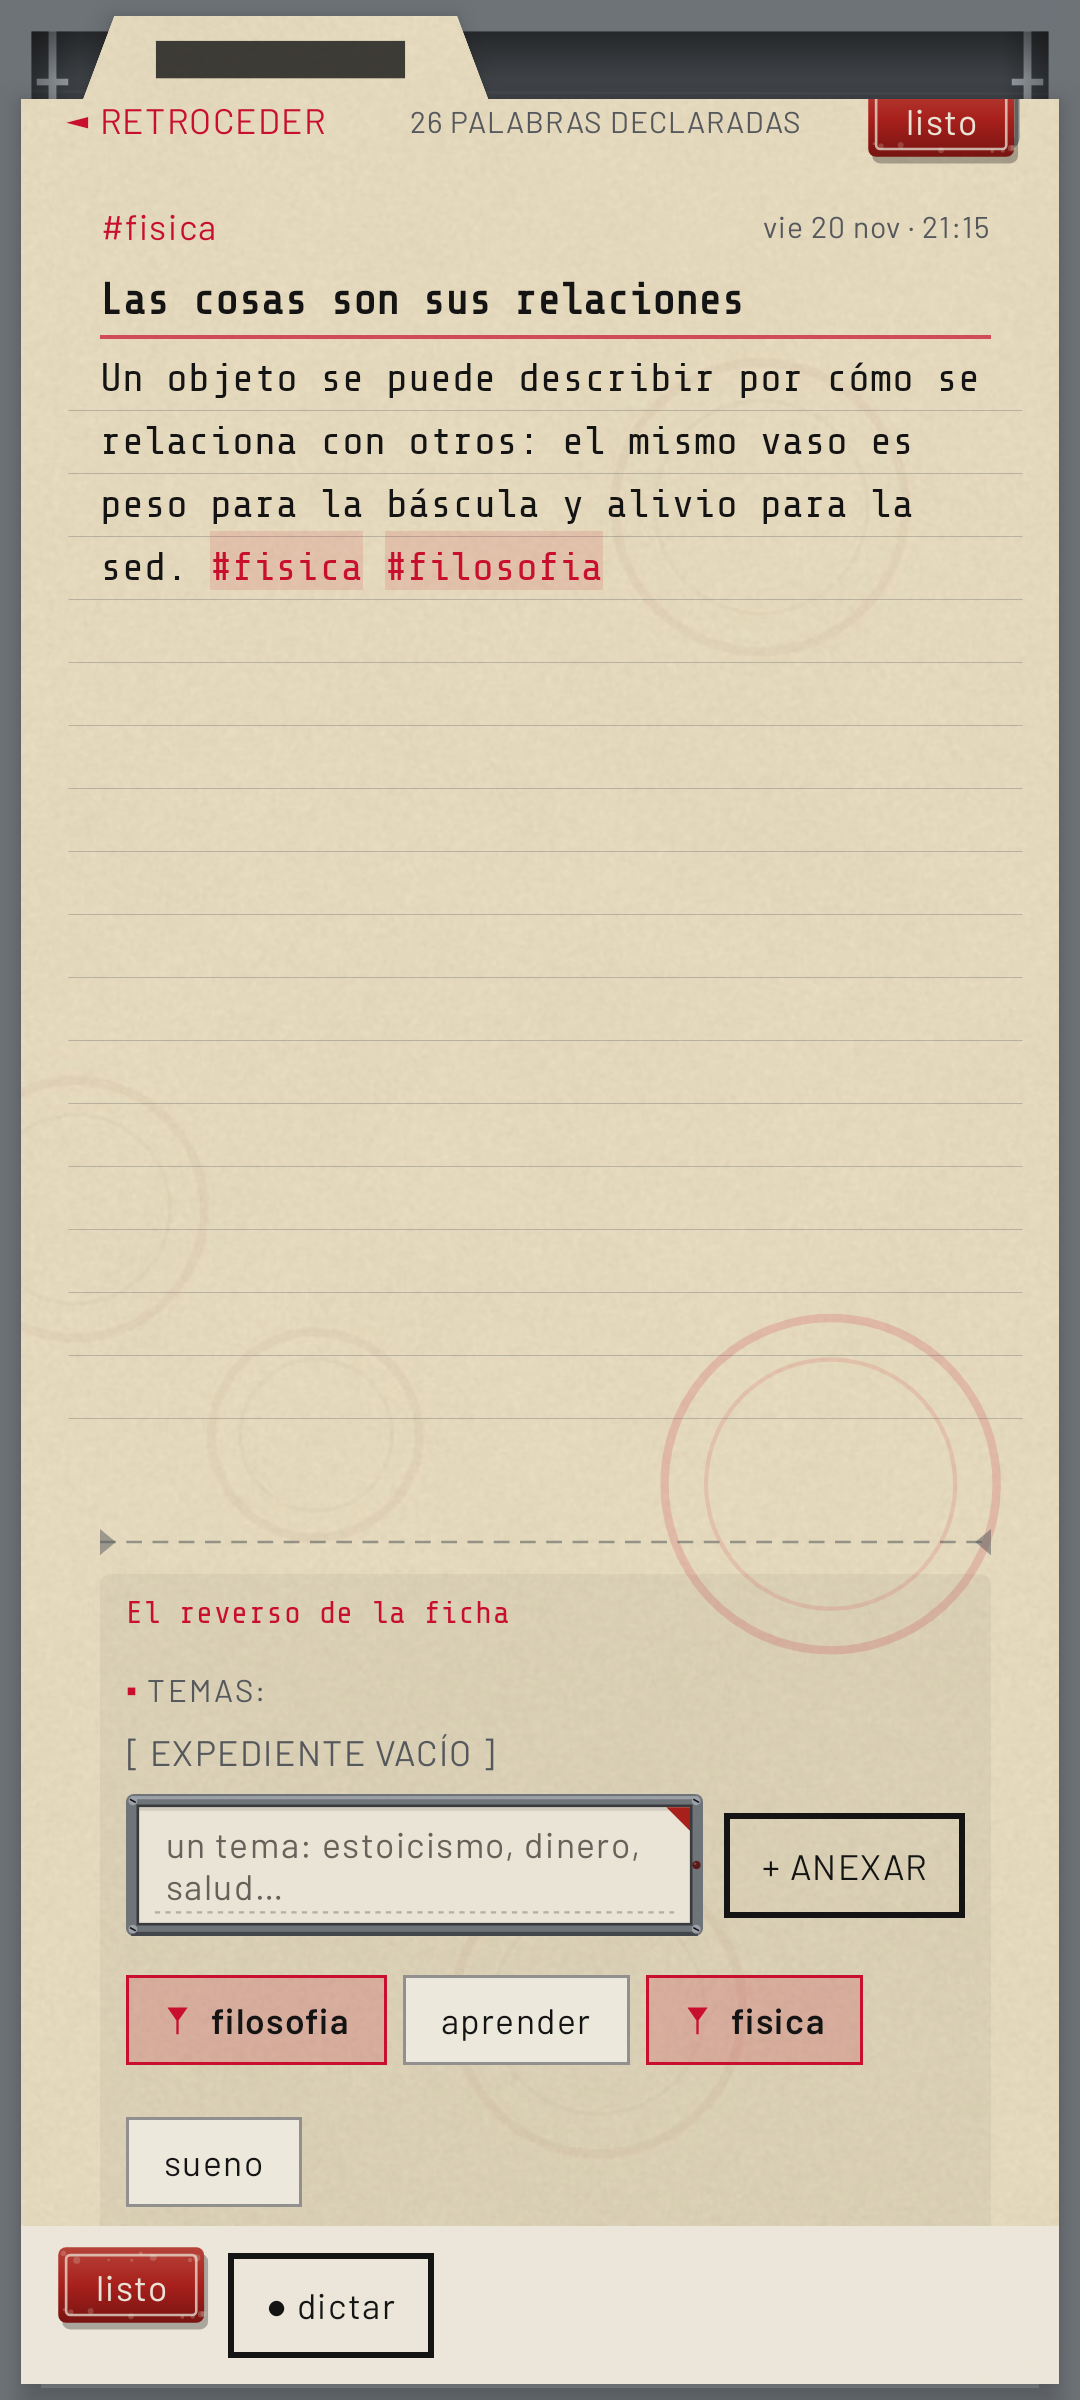 ◄ RETROCEDER
26 PALABRAS DECLARADAS
listo
#fisica
vie 20 nov · 21:15
Las cosas son sus relaciones
Un objeto se puede describir por cómo se
relaciona con otros: el mismo vaso es
peso para la báscula y alivio para la
sed. #fisica #filosofia
El reverso de la ficha
▪ TEMAS:
[ EXPEDIENTE VACÍO ]
un tema: estoicismo, dinero,
salud...
+ ANEXAR
filosofia
aprender
fisica
sueno
listo
● dictar